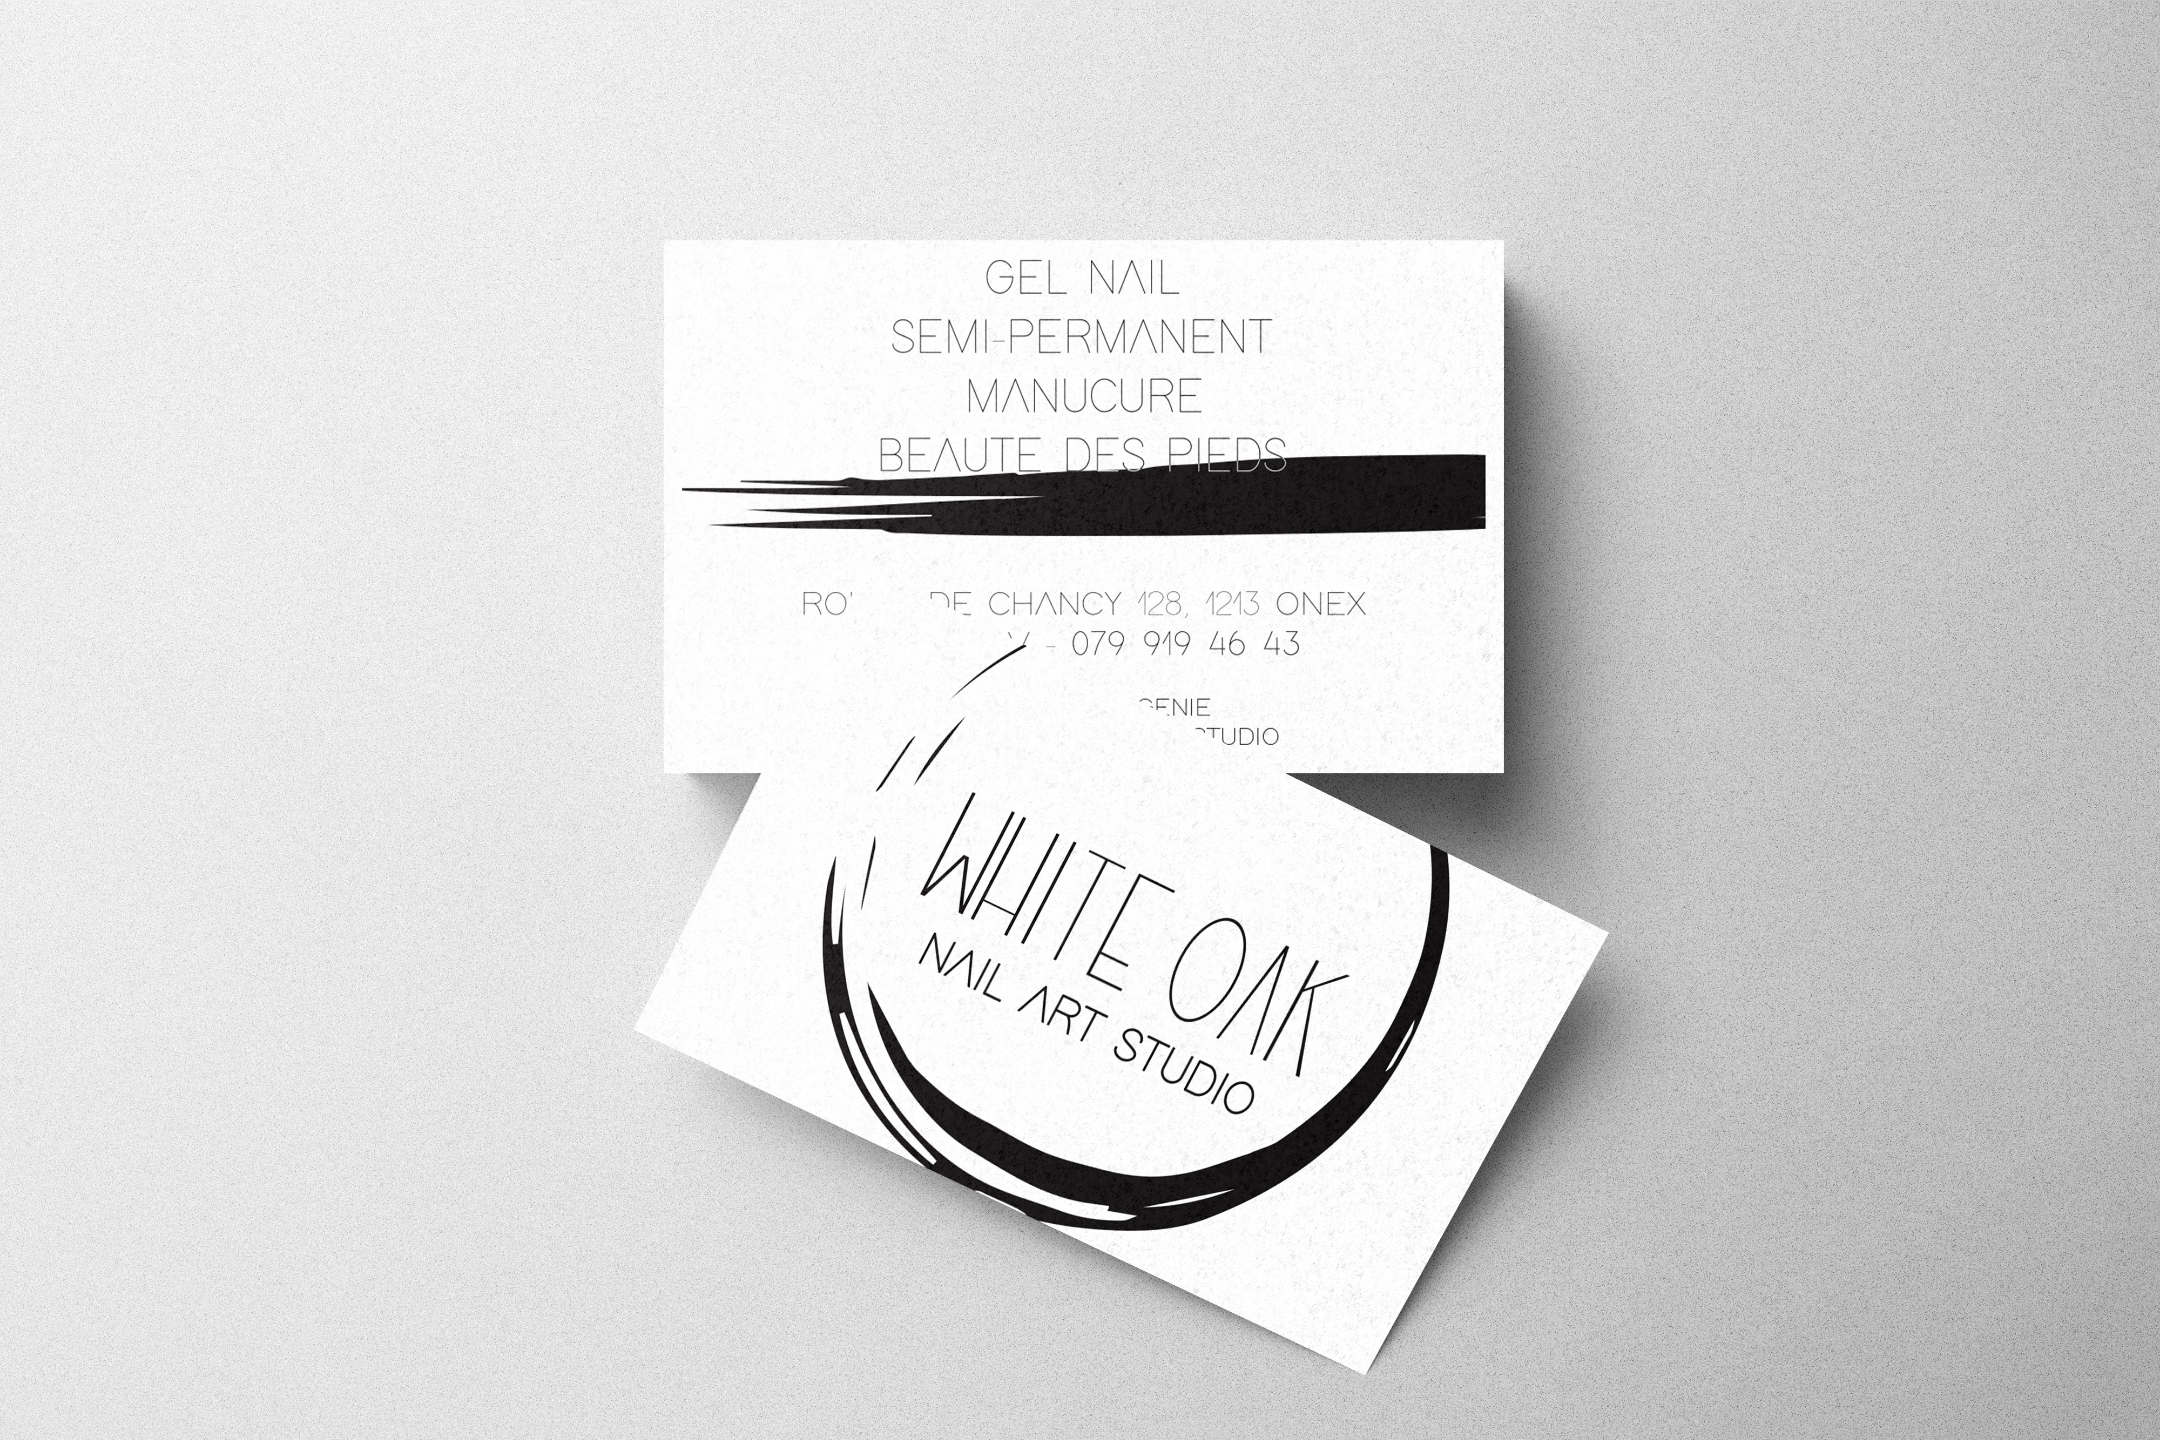 GEL NAIL
SEMI-PERMANENT
MANUCURE
BEAUTE DES PIEDS
DE CHANCY 128, 1213 ONEX
- 079 919 46 43
WHITE OAK
NAIL ART STUDIO